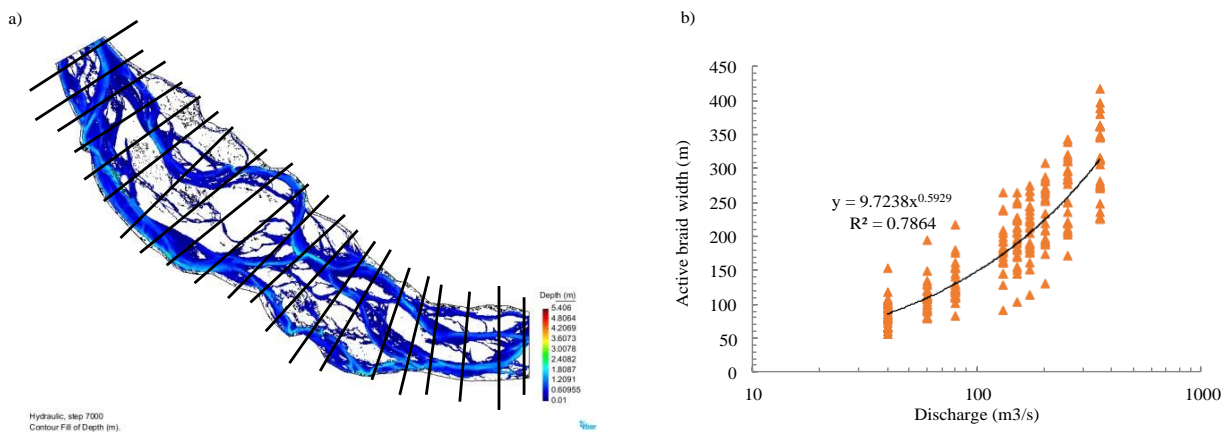 a)
Depth (m)
5.406
4.8064
4.2069
3.6073
3.0078
2.4082
1.8087
1.2091
0.60955
0.01
Hydraulic, step 7000
Contour Fill of Depth (m).
iber
b)
Active braid width (m)
450
400
350
300
250
200
150
100
50
0
y = 9.7238x^0.5929
R² = 0.7864
10 100 1000
Discharge (m3/s)